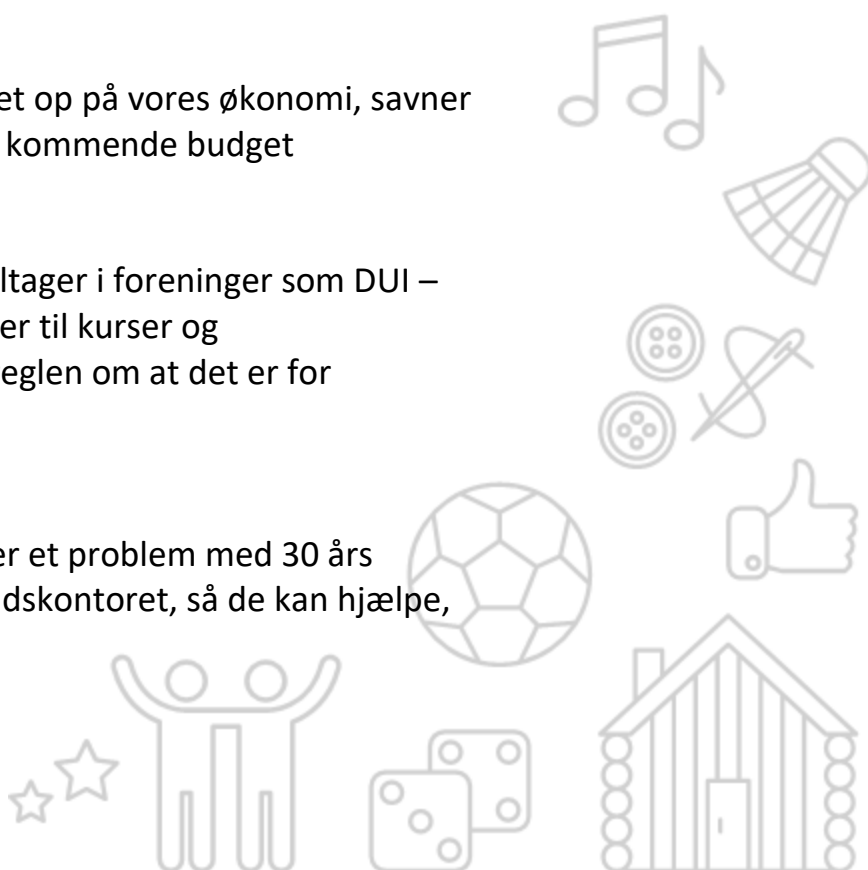 et op på vores økonomi, savner
kommende budget
ltager i foreninger som DUI –
er til kurser og
eglen om at det er for
er et problem med 30 års
dskontoret, så de kan hjælpe,